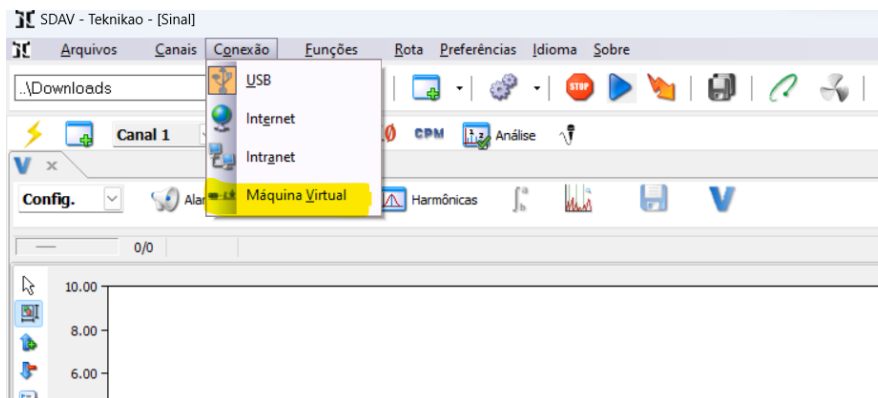 SDAV - Teknikao - [Sinal]
Arquivos Canais Conexão Funções Rota Preferências Idioma Sobre
..\Downloads
USB
STOP
Internet
Canal 1
CPM
Análise
Intranet
V
Config.
Máquina Virtual
Harmônicas
V
0/0
10.00
8.00
6.00